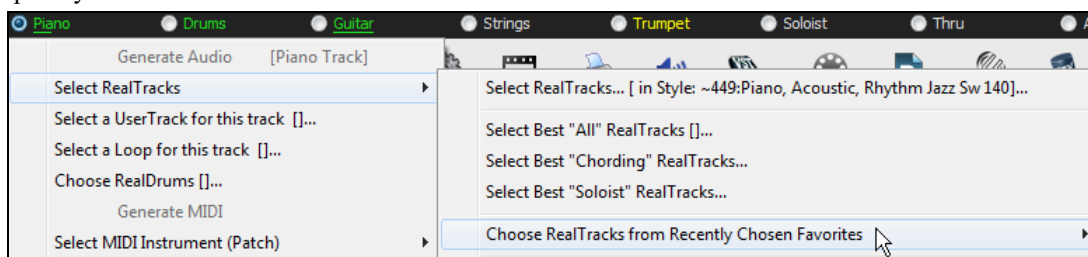 Piano Drums Guitar Strings Trumpet Soloist Thru
Generate Audio [Piano Track]
Select RealTracks
Select a UserTrack for this track []...
Select a Loop for this track []...
Choose RealDrums []...
Generate MIDI
Select MIDI Instrument (Patch)
Select RealTracks... [ in Style: ~449:Piano, Acoustic, Rhythm Jazz Sw 140]...
Select Best "All" RealTracks []...
Select Best "Chording" RealTracks...
Select Best "Soloist" RealTracks...
Choose RealTracks from Recently Chosen Favorites